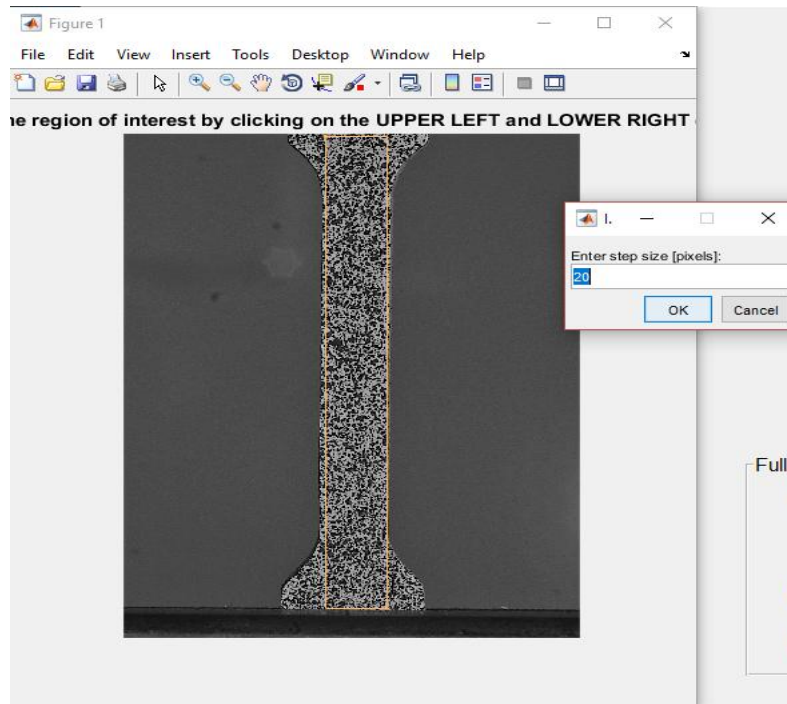 Figure 1
File Edit View Insert Tools Desktop Window Help
region of interest by clicking on the UPPER LEFT and LOWER RIGHT
I.
Enter step size [pixels]:
20
OK Cancel
Full